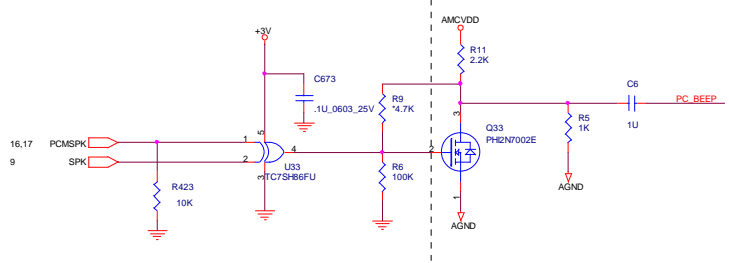 AMCVDD
+3V
R11
2.2K
C673
.1U_0603_25V
R9
*4.7K
C6
1U
PC_BEEP
3
Q33
PHI2N7002E
R5
1K
5
16,17 PCMSPK 1
4
2
9 SPK 2
U33
TC7SH86FU
3
R6
100K
R423
10K
1
AGND
AGND